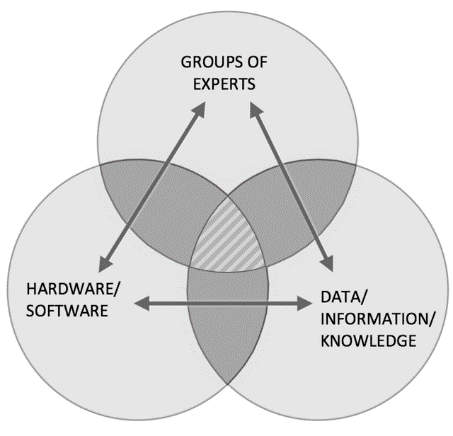 GROUPS OF
EXPERTS
HARDWARE/
SOFTWARE
DATA/
INFORMATION/
KNOWLEDGE